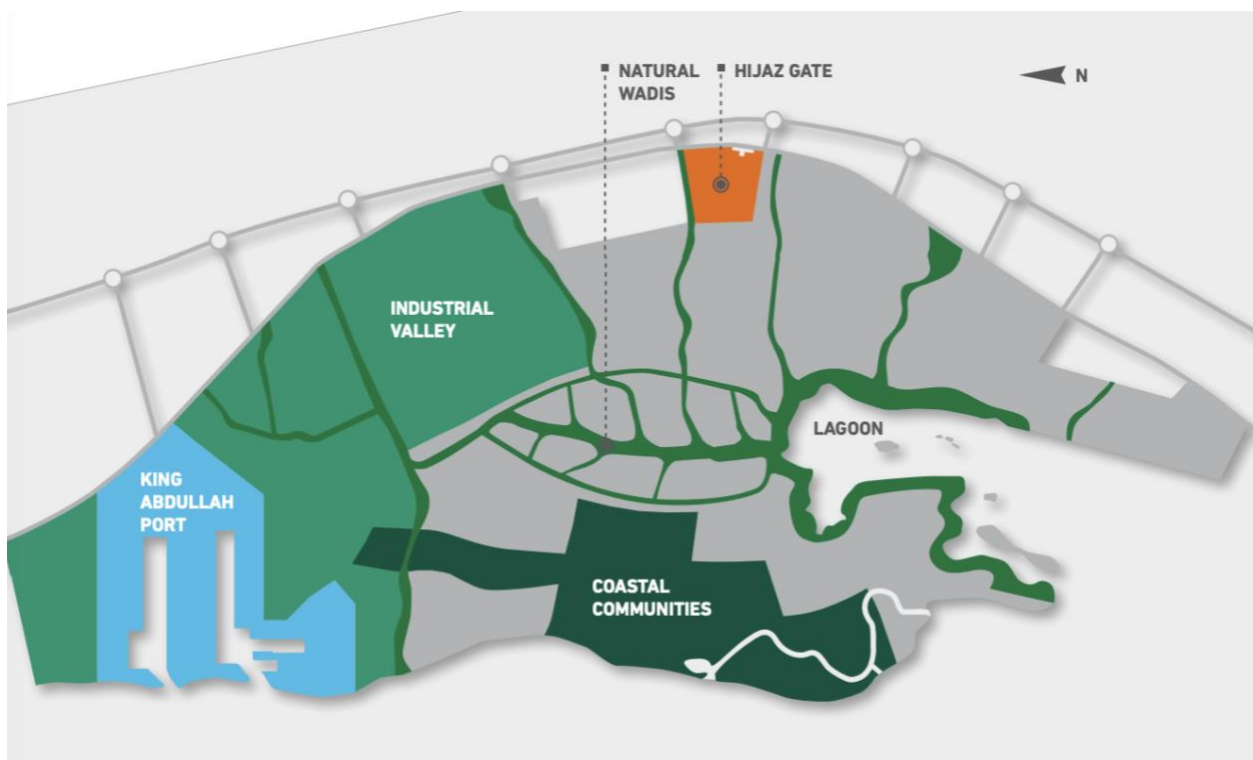 NATURAL
WADIS
HIJAZ GATE
N
INDUSTRIAL
VALLEY
LAGOON
KING
ABDULLAH
PORT
COASTAL
COMMUNITIES